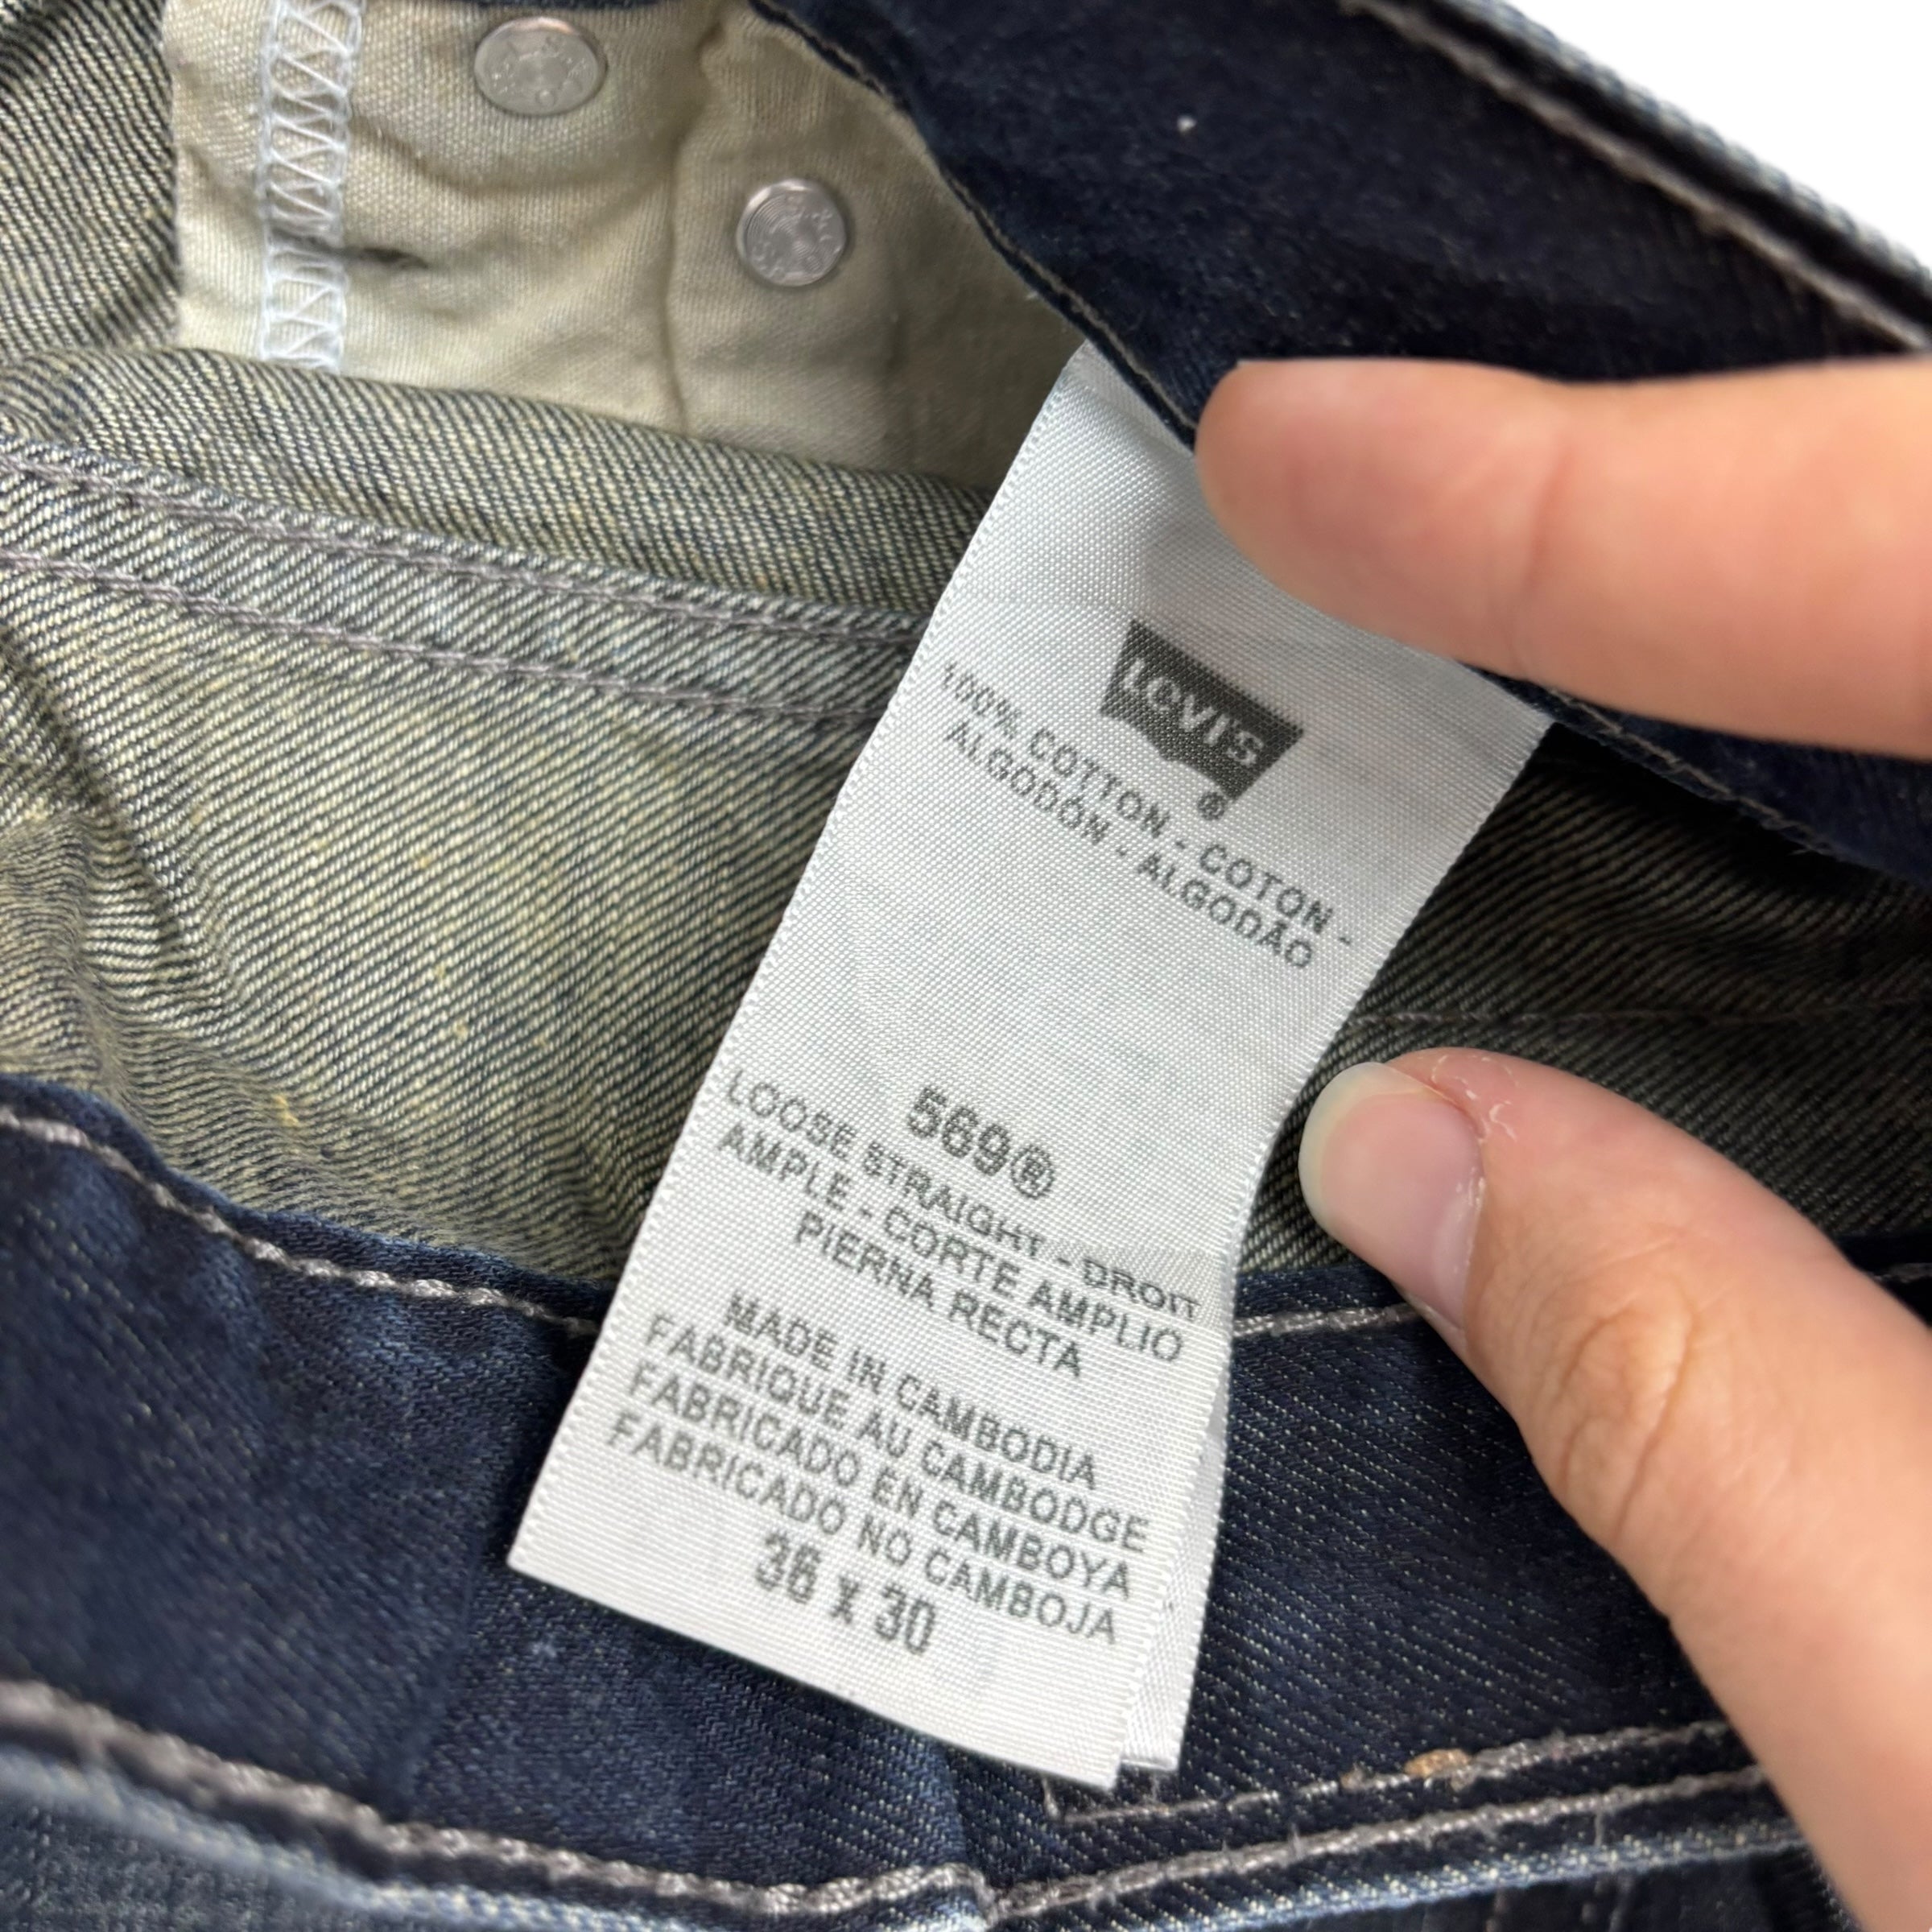 Levi's
®
100% COTTON - COTON -
ALGODÓN - ALGODÃO
569®
LOOSE STRAIGHT - DROIT
AMPLE - CORTE AMPLIO
PIERNA RECTA
MADE IN CAMBODIA
FABRIQUE AU CAMBODGE
FABRICADO EN CAMBOYA
FABRICADO NO CAMBOJA
36 x 30